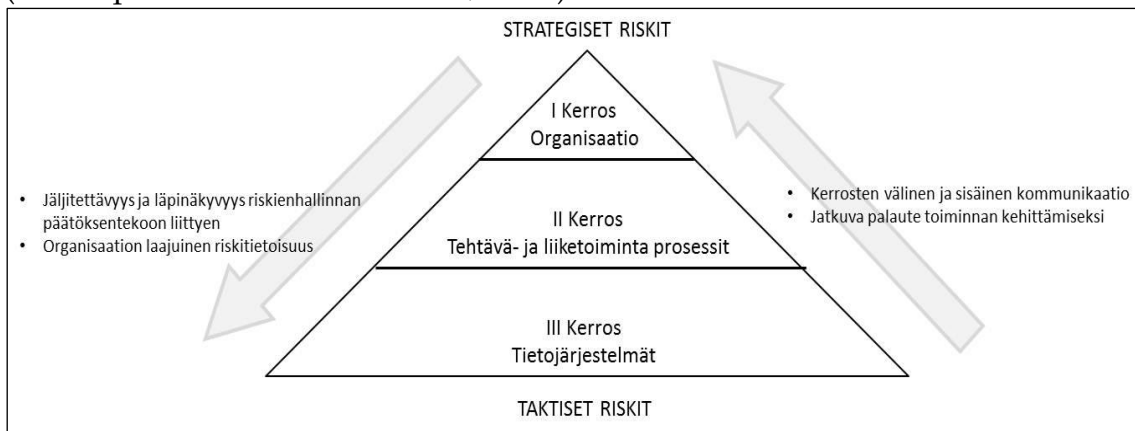 STRATEGISET RISKIT
I Kerros
Organisaatio
• Jäljitettävyys ja läpinäkyvyys riskienhallinnan
päätöksentekoon liittyen
• Organisaation laajuinen riskitietoisuus
• Kerrosten välinen ja sisäinen kommunikaatio
• Jatkuva palaute toiminnan kehittämiseksi
II Kerros
Tehtävä- ja liiketoiminta prosessit
III Kerros
Tietojärjestelmät
TAKTISET RISKIT